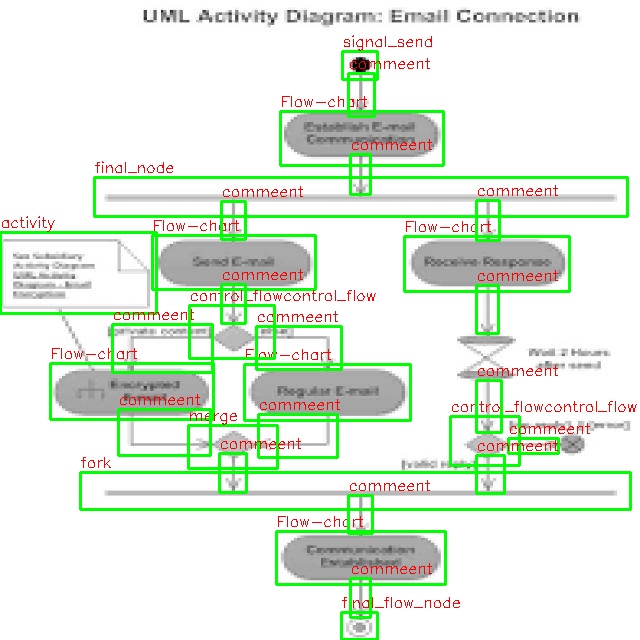 UML Activity Diagram: Email Connection
signal_send
commeent
Flow-chart
Establish E-mail
Communication
commeent
final_node
commeent
commeent
activity
Flow-chart
Flow-chart
See Subsidiary
Activity Diagram
UML Activity
Diagram - Email
Encryption
Send E-mail
Receive Response
commeent
commeent
control_flowcontrol_flow
commeent
commeent
[private content]
Flow-chart
Flow-chart
Wait 2 Hours
after send
commeent
Encrypted
Regular E-mail
commeent
commeent
control_flowcontrol_flow
merge
commeent
commeent
commeent
[valid reply]
fork
commeent
Flow-chart
Communication
Established
commeent
final_flow_node